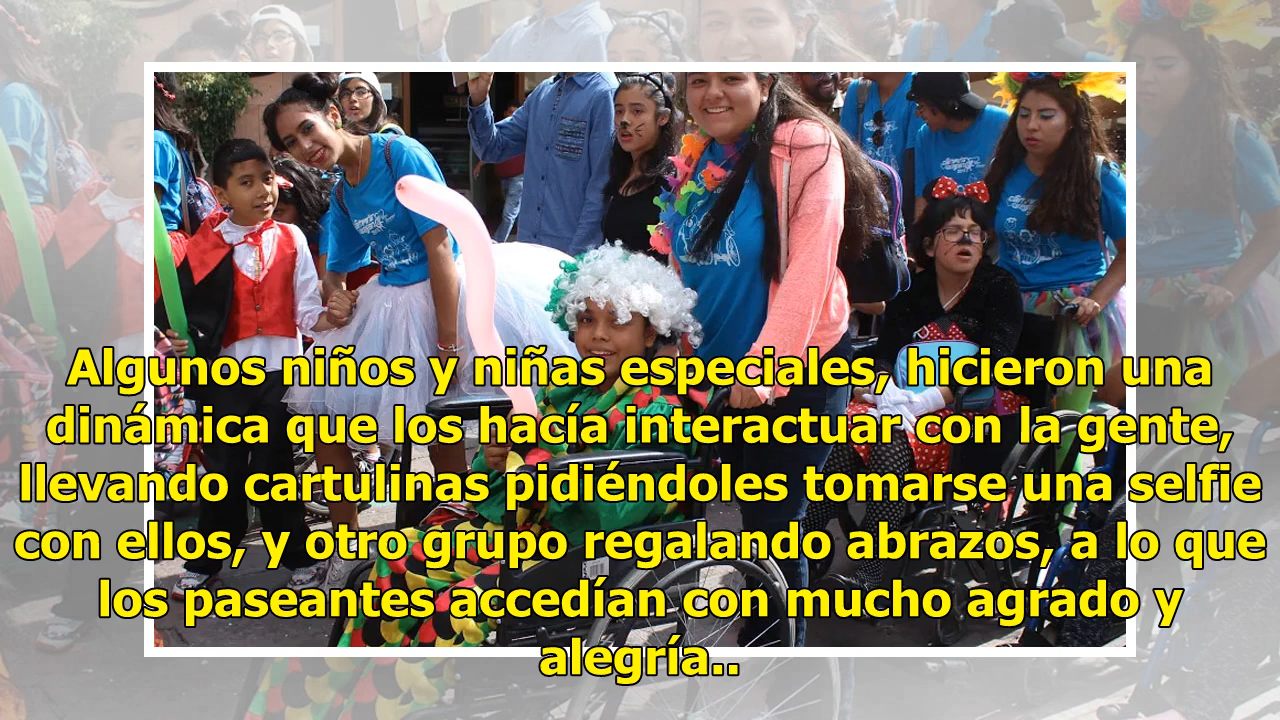 Algunos niños y niñas especiales, hicieron una
dinámica que los hacía interactuar con la gente,
llevando cartulinas pidiéndoles tomarse una selfie
con ellos, y otro grupo regalando abrazos, a lo que
los paseantes accedían con mucho agrado y
alegría..